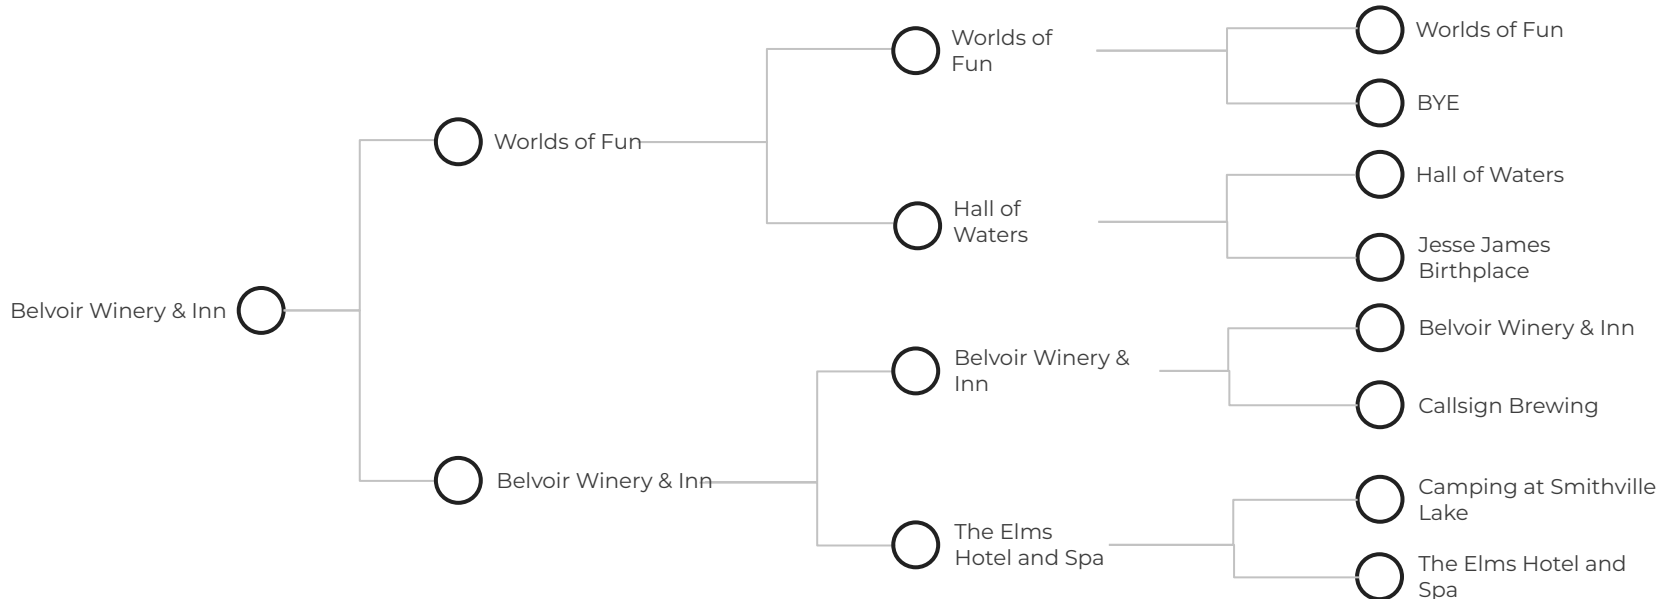 Worlds of Fun
Worlds of
Fun
BYE
Worlds of Fun
Hall of Waters
Hall of
Waters
Jesse James
Birthplace
Belvoir Winery & Inn
Belvoir Winery & Inn
Belvoir Winery &
Inn
Callsign Brewing
Belvoir Winery & Inn
Camping at Smithville
Lake
The Elms
Hotel and Spa
The Elms Hotel and
Spa